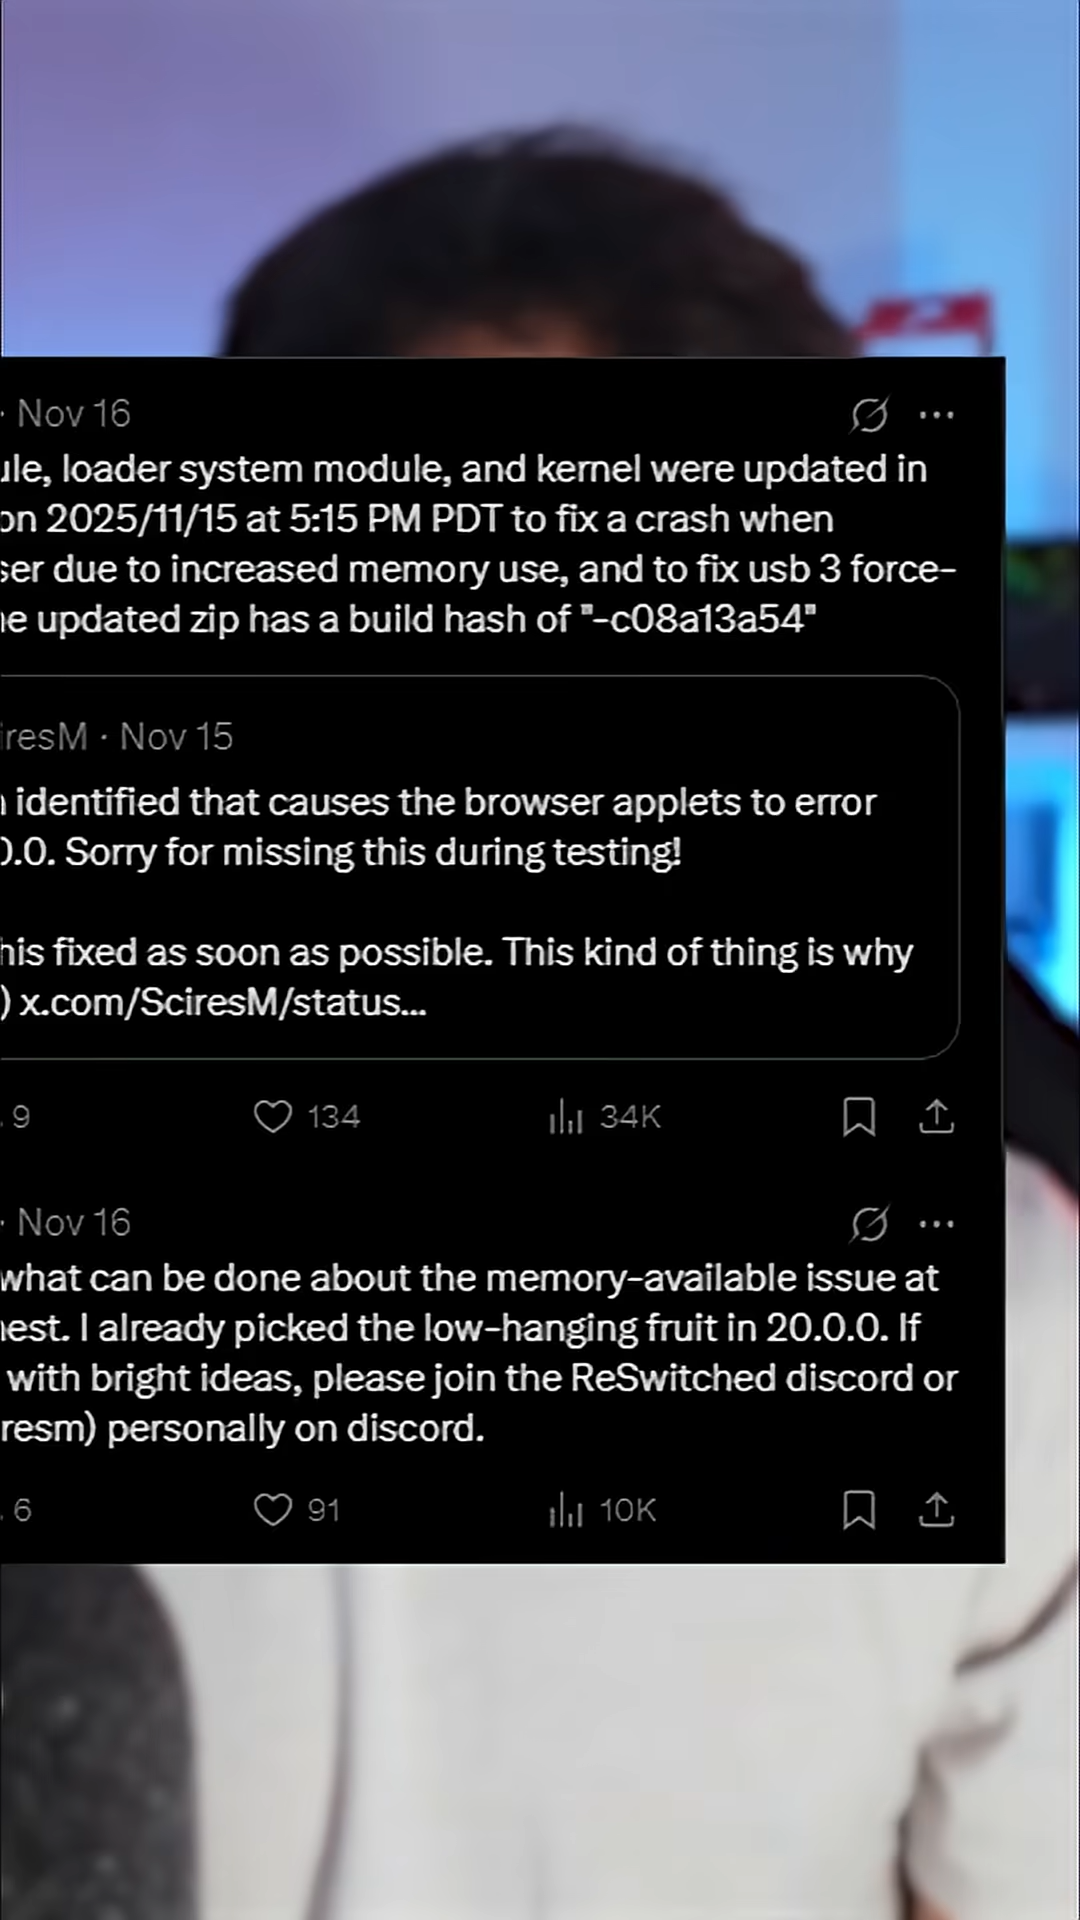 · Nov 16
loader system module, and kernel were updated in
2025/11/15 at 5:15 PM PDT to fix a crash when
due to increased memory use, and to fix usb 3 force-
updated zip has a build hash of "-c08a13a54"
iresM · Nov 15
identified that causes the browser applets to error
0.0. Sorry for missing this during testing!
his fixed as soon as possible. This kind of thing is why
) x.com/SciresM/status...
9 134 34K
· Nov 16
what can be done about the memory-available issue at
est. I already picked the low-hanging fruit in 20.0.0. If
with bright ideas, please join the ReSwitched discord or
resm) personally on discord.
6 91 10K